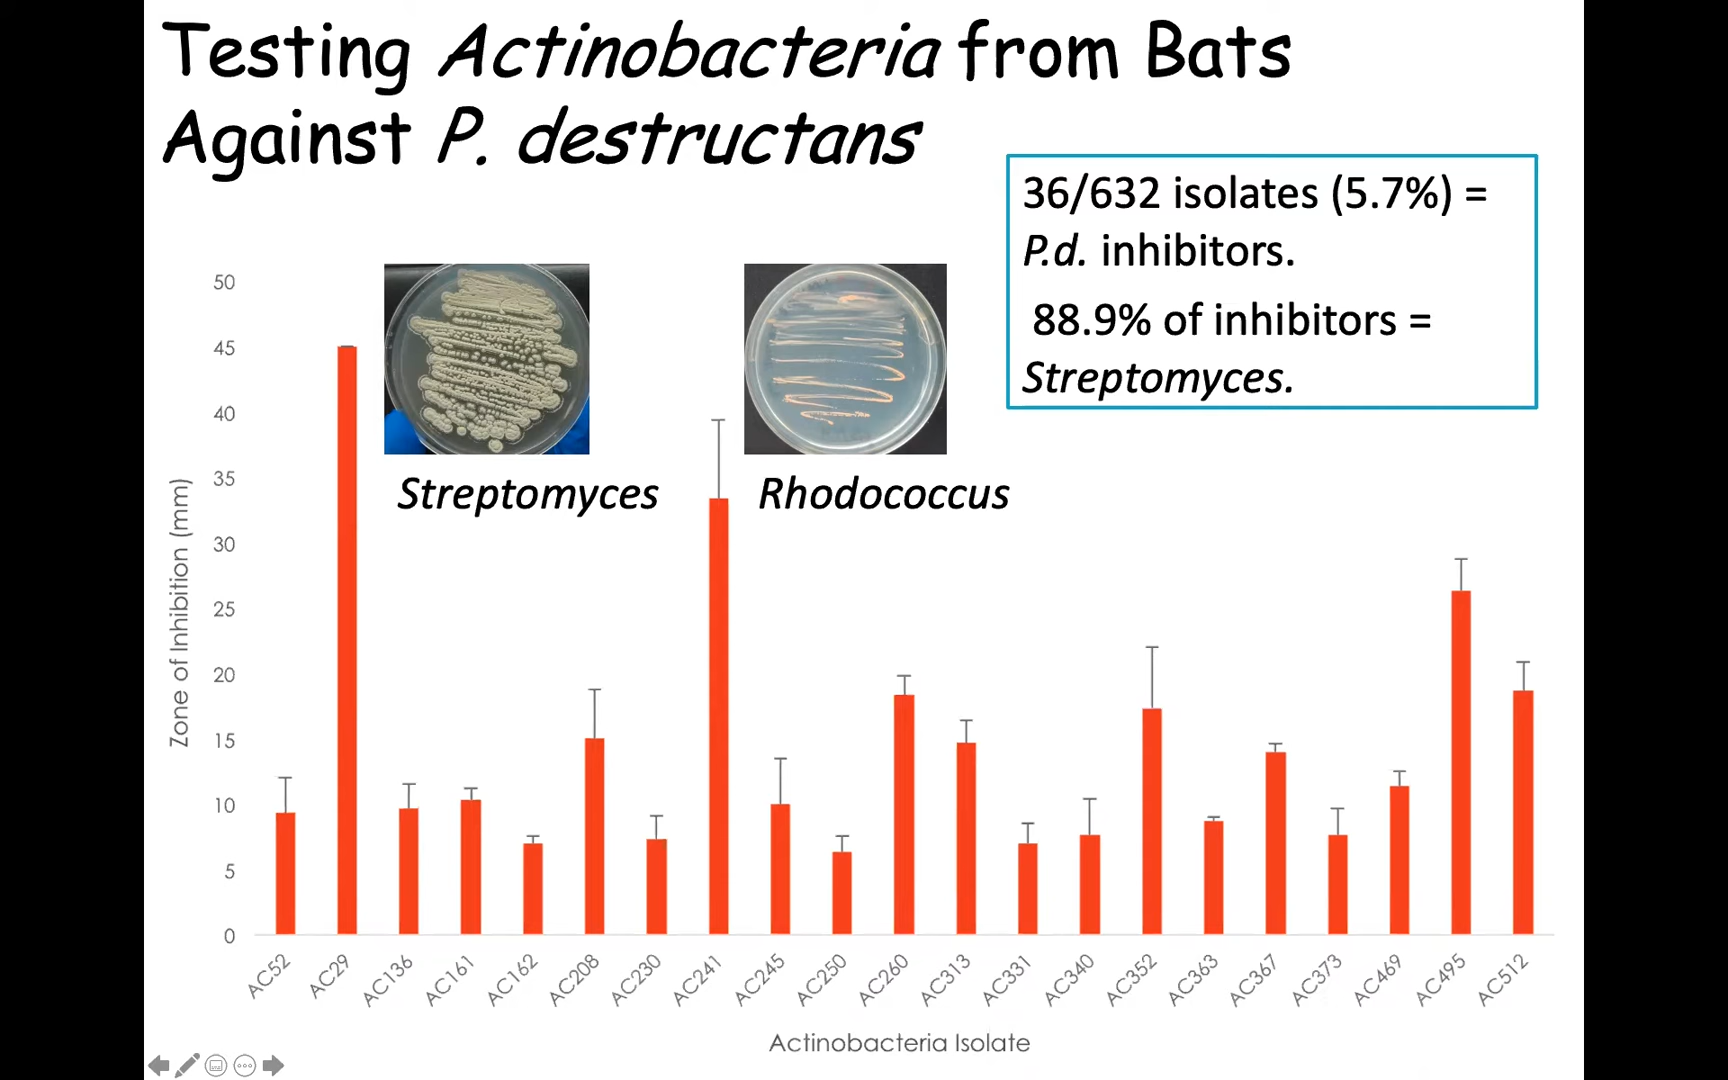 Testing Actinobacteria from Bats
Against P. destructans
36/632 isolates (5.7%) =
P.d. inhibitors.
88.9% of inhibitors =
Streptomyces.
Streptomyces
Rhodococcus
Zone of Inhibition (mm)
50
45
40
35
30
25
20
15
10
5
0
AC52
AC29
AC136
AC161
AC162
AC208
AC230
AC241
AC245
AC250
AC260
AC313
AC331
AC340
AC352
AC363
AC367
AC373
AC469
AC495
AC512
Actinobacteria Isolate